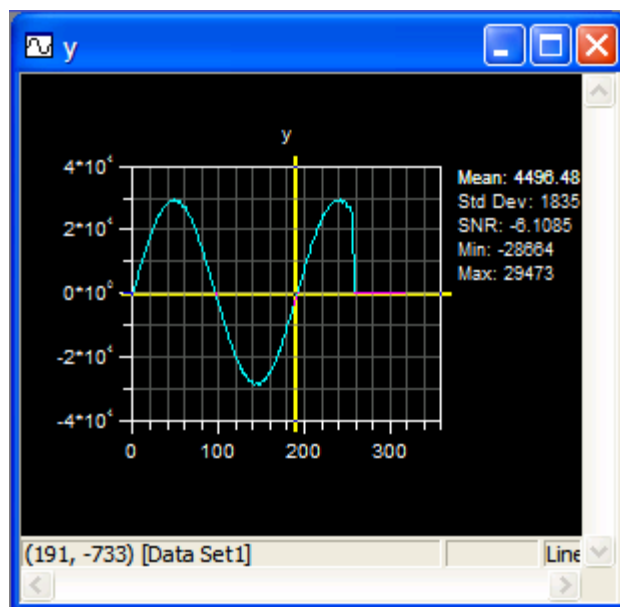 y
y
4*10⁴
2*10⁴
0*10⁰
-2*10⁴
-4*10⁴
0 100 200 300
Mean: 4496.48
Std Dev: 1835
SNR: -6.1085
Min: -28664
Max: 29473
(191, -733) [Data Set1]
Line